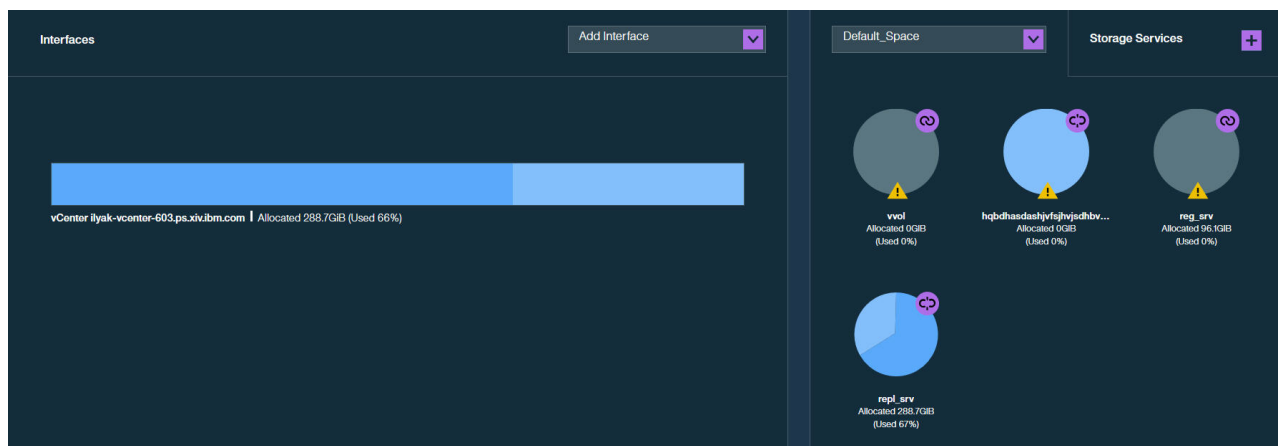 Interfaces
Add Interface
Default_Space
Storage Services
vCenter ilyak-vcenter-603.ps.xiv.ibm.com | Allocated 288.7GiB (Used 66%)
vvol
Allocated 0GIB
(Used 0%)
hqbdhasdashjvfsjhvjsdhbv...
Allocated 0GIB
(Used 0%)
reg_srv
Allocated 96.1GIB
(Used 0%)
repl_srv
Allocated 288.7GIB
(Used 67%)